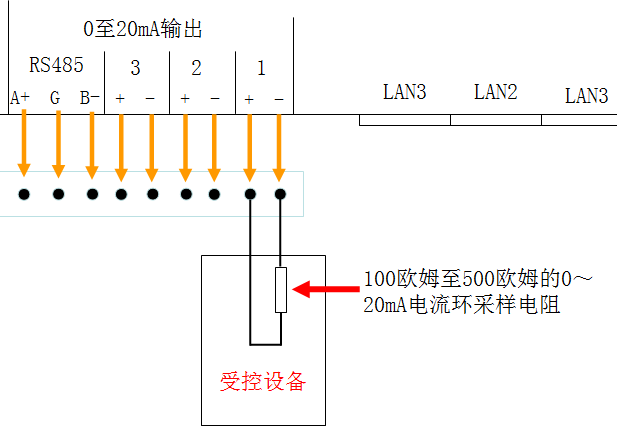 0至20mA输出
RS485 3 2 1
A+ G B- + - + - + -
LAN3 LAN2 LAN3
100欧姆至500欧姆的0～
20mA电流环采样电阻
受控设备